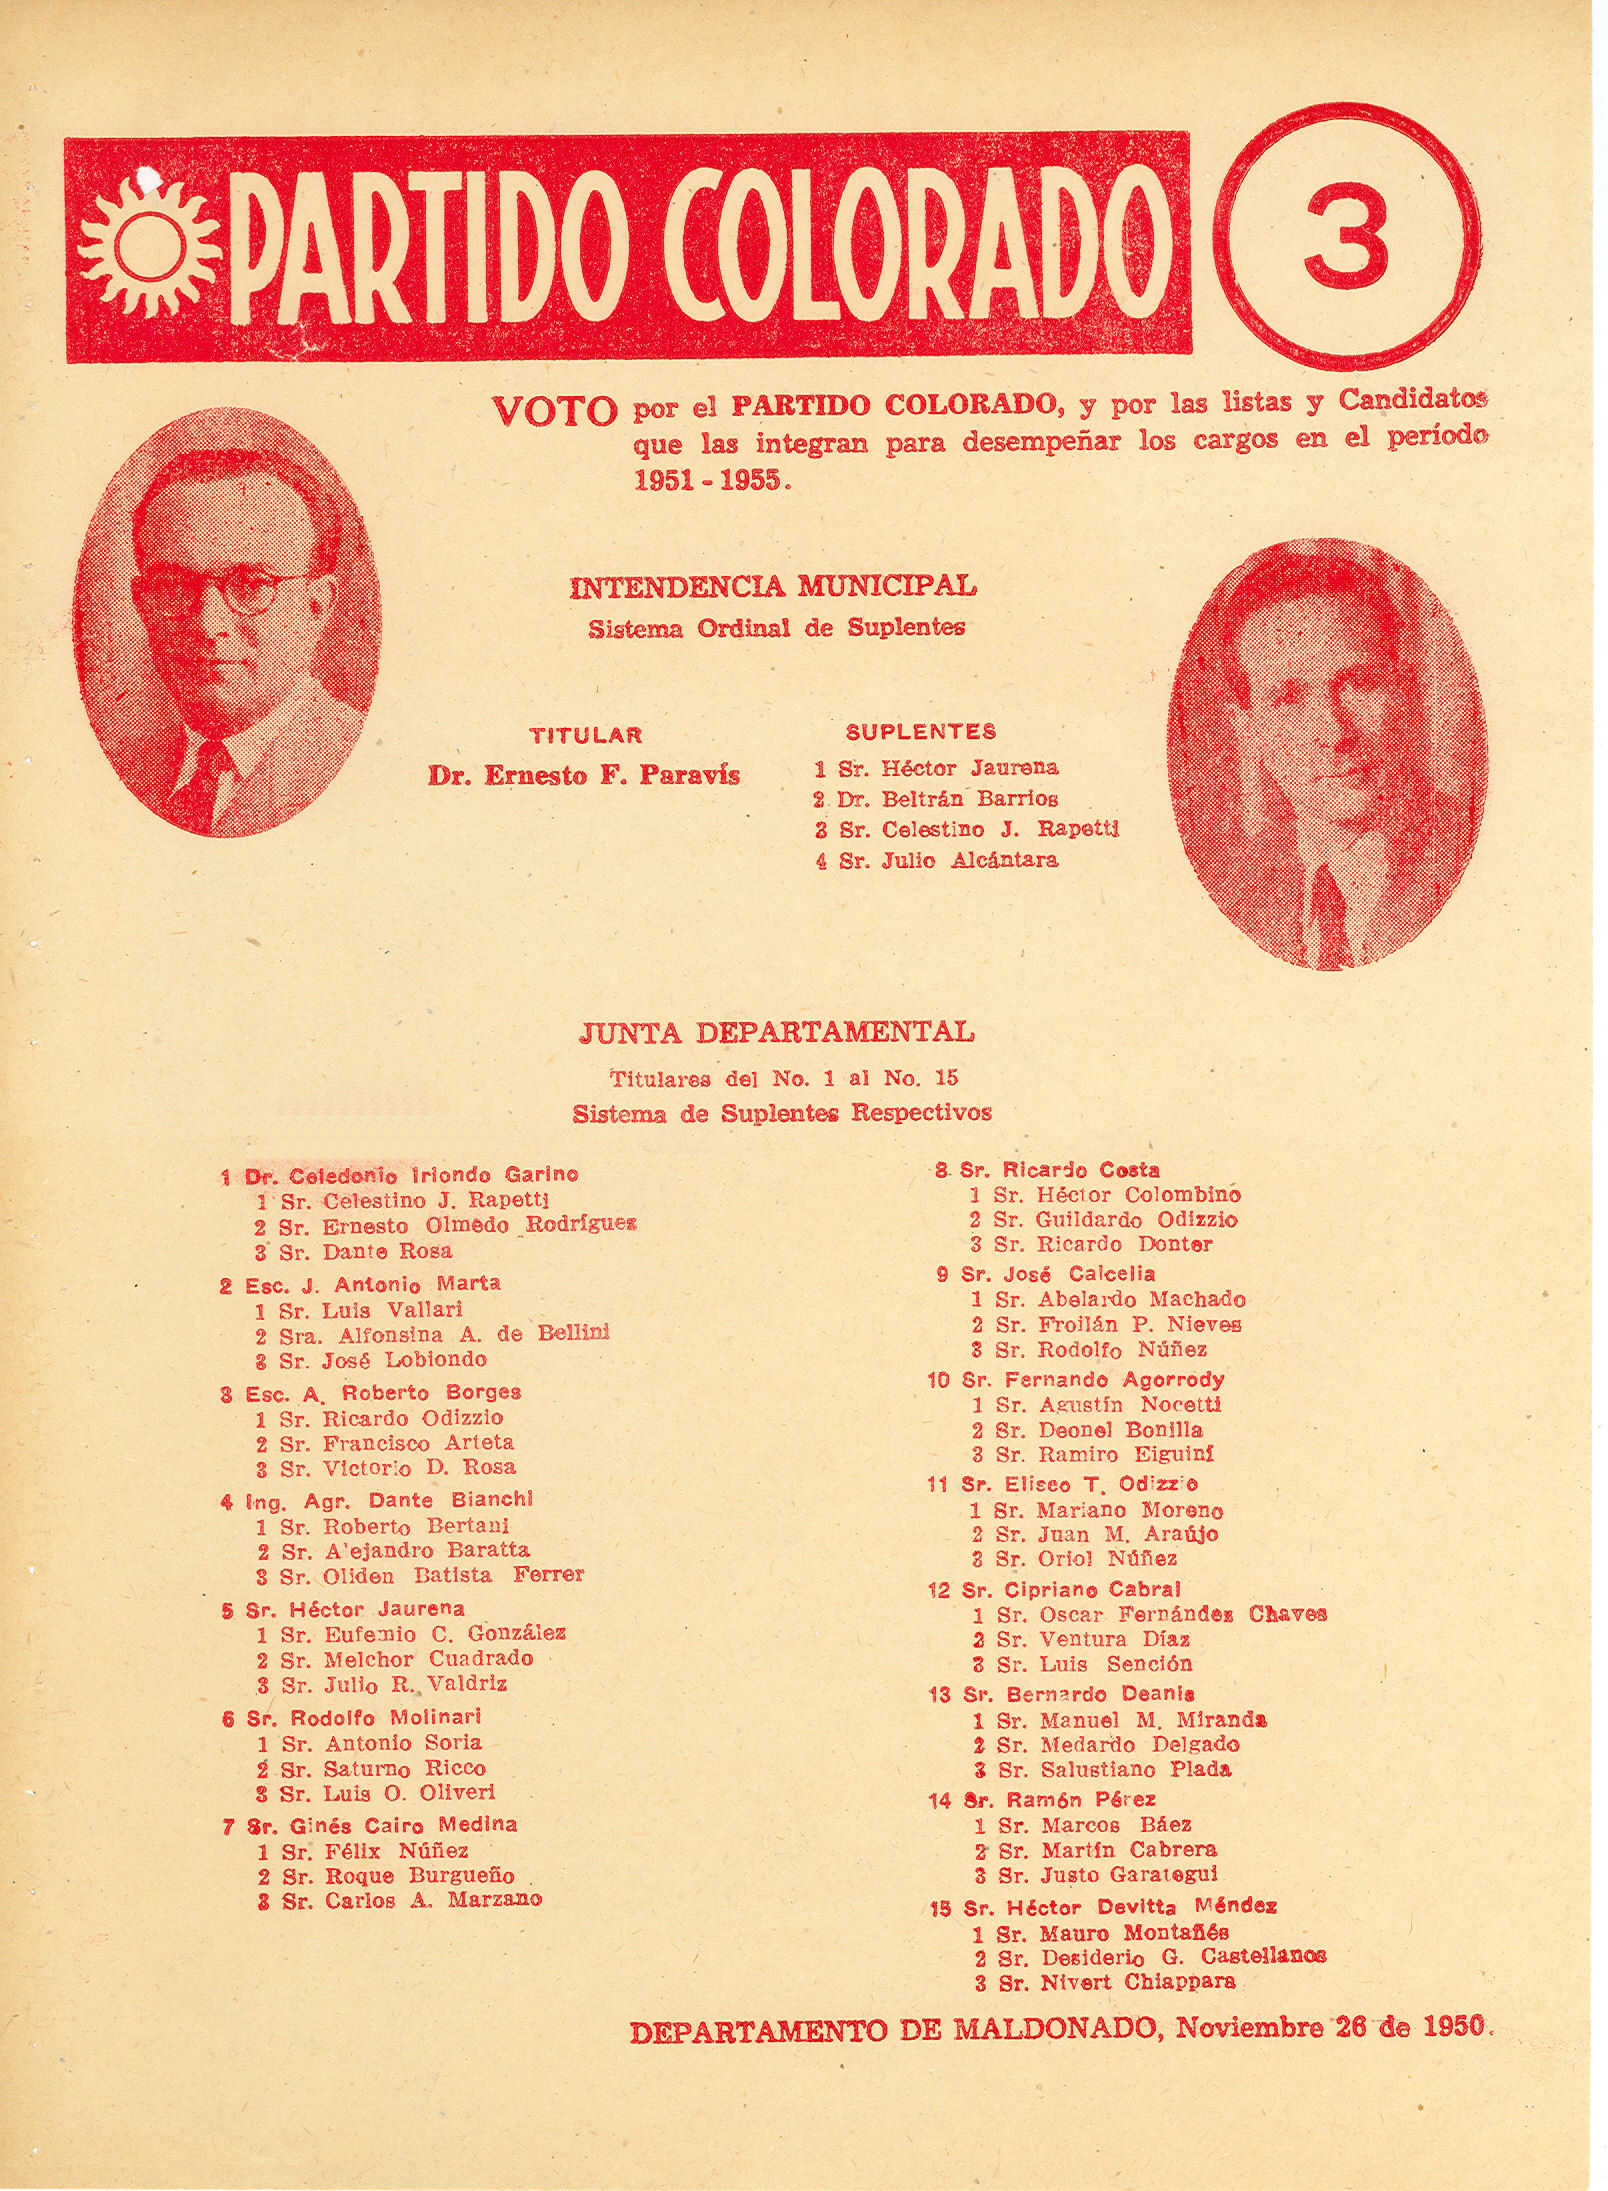 PARTIDO COLORADO
3
VOTO por el PARTIDO COLORADO, y por las listas y Candidatos
que las integran para desempeñar los cargos en el período
1951 - 1955.
INTENDENCIA MUNICIPAL
Sistema Ordinal de Suplentes
TITULAR
Dr. Ernesto F. Paravís
SUPLENTES
1 Sr. Héctor Jaurena
2 Dr. Beltrán Barrios
3 Sr. Celestino J. Rapetti
4 Sr. Julio Alcántara
JUNTA DEPARTAMENTAL
Titulares del No. 1 al No. 15
Sistema de Suplentes Respectivos
1 Dr. Celedonio Iriondo Garino
1 Sr. Celestino J. Rapetti
2 Sr. Ernesto Olmedo Rodríguez
3 Sr. Dante Rosa
2 Esc. J. Antonio Marta
1 Sr. Luis Vallari
2 Sra. Alfonsina A. de Bellini
3 Sr. José Lobiondo
3 Esc. A. Roberto Borges
1 Sr. Ricardo Odizzio
2 Sr. Francisco Arteta
3 Sr. Victorio D. Rosa
4 Ing. Agr. Dante Bianchi
1 Sr. Roberto Bertani
2 Sr. A'ejandro Baratta
3 Sr. Oliden Batista Ferrer
5 Sr. Héctor Jaurena
1 Sr. Eufemio C. González
2 Sr. Melchor Cuadrado
3 Sr. Julio R. Valdriz
6 Sr. Rodolfo Molinari
1 Sr. Antonio Soria
2 Sr. Saturno Ricco
3 Sr. Luis O. Oliveri
7 Sr. Ginés Cairo Medina
1 Sr. Félix Núñez
2 Sr. Roque Burgueño
3 Sr. Carlos A. Marzano
8 Sr. Ricardo Costa
1 Sr. Héctor Colombino
2 Sr. Guildardo Odizzio
3 Sr. Ricardo Donter
9 Sr. José Calcelia
1 Sr. Abelardo Machado
2 Sr. Froilán P. Nieves
3 Sr. Rodolfo Núñez
10 Sr. Fernando Agorrody
1 Sr. Agustín Nocetti
2 Sr. Deonel Bonilla
3 Sr. Ramiro Eiguiní
11 Sr. Eliseo T. Odizzio
1 Sr. Mariano Moreno
2 Sr. Juan M. Araújo
3 Sr. Oriol Núñez
12 Sr. Cipriano Cabral
1 Sr. Oscar Fernández Chaves
2 Sr. Ventura Díaz
3 Sr. Luis Sención
13 Sr. Bernardo Deanis
1 Sr. Manuel M. Miranda
2 Sr. Medardo Delgado
3 Sr. Salustiano Piada
14 Sr. Ramón Pérez
1 Sr. Marcos Báez
2 Sr. Martín Cabrera
3 Sr. Justo Garategui
15 Sr. Héctor Devitta Méndez
1 Sr. Mauro Montañés
2 Sr. Desiderio G. Castellanos
3 Sr. Nivert Chiappara
DEPARTAMENTO DE MALDONADO, Noviembre 26 de 1950.